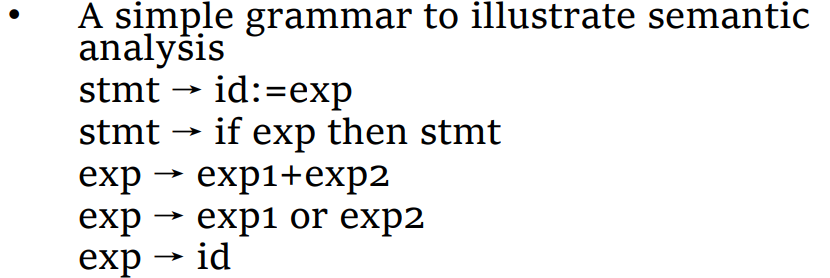 • A simple grammar to illustrate semantic
analysis
stmt → id:=exp
stmt → if exp then stmt
exp → exp1+exp2
exp → exp1 or exp2
exp → id